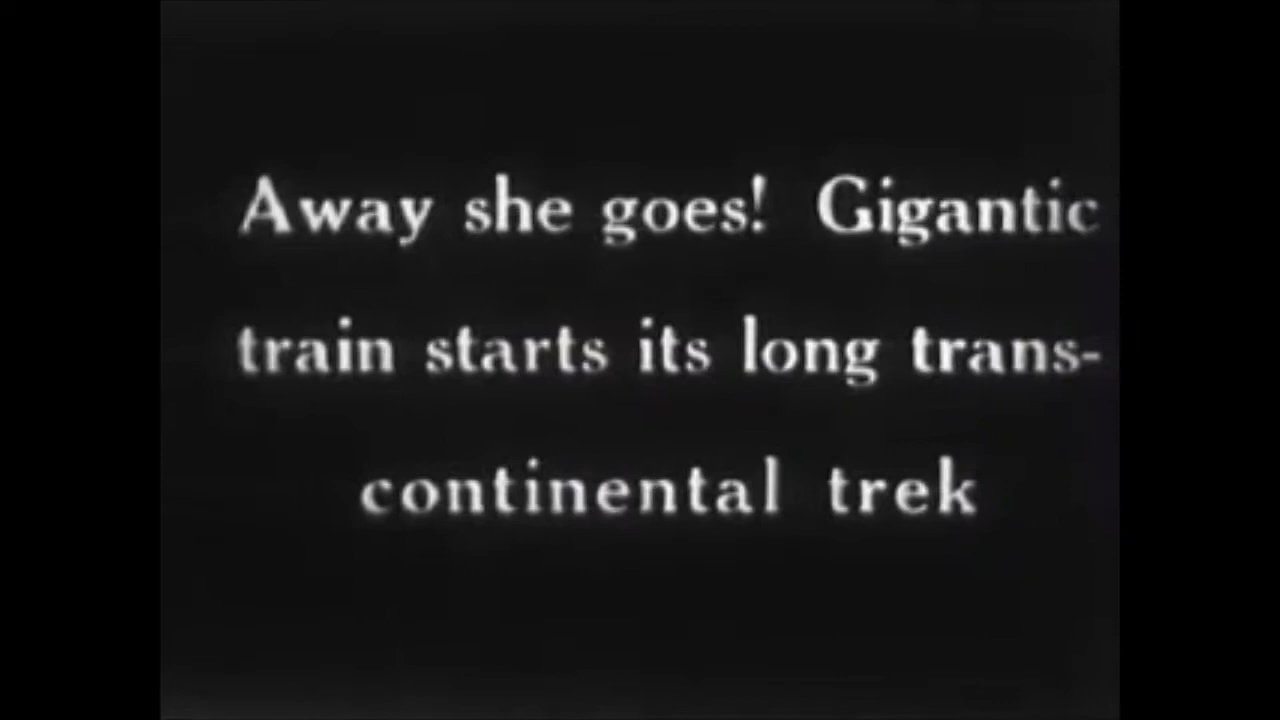 Away she goes! Gigantic
train starts its long trans-
continental trek